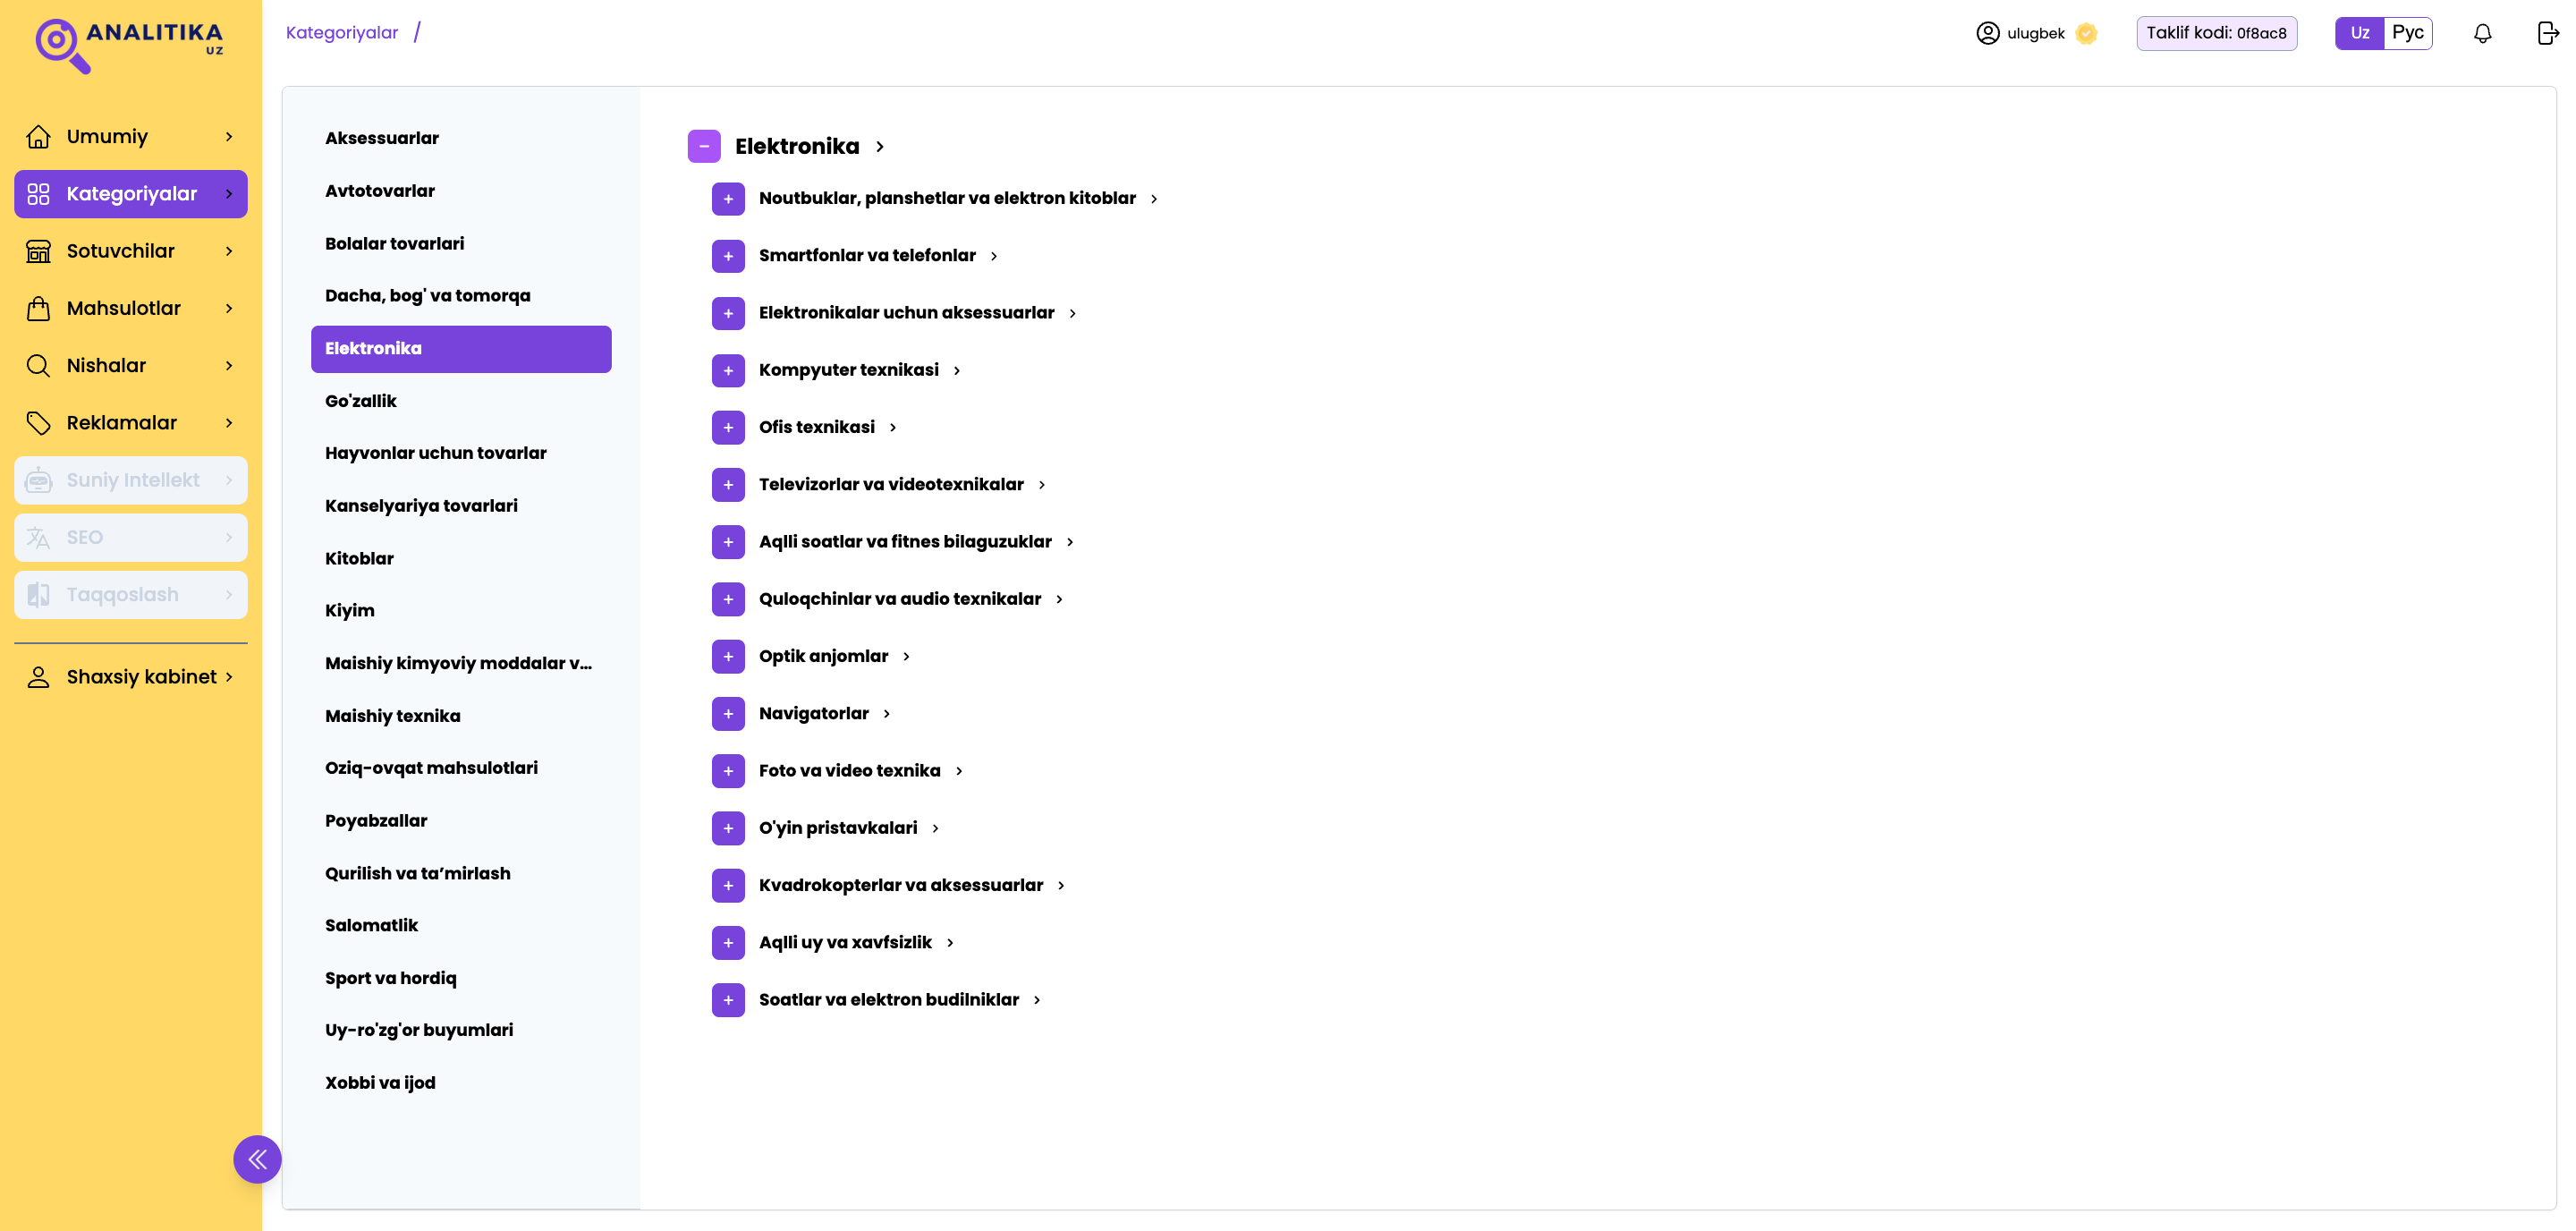 ANALITIKA
UZ
Umumiy
Kategoriyalar
Sotuvchilar
Mahsulotlar
Nishalar
Reklamalar
Suniy Intellekt
SEO
Taqqoslash
Shaxsiy kabinet
Kategoriyalar /
ulugbek
Taklif kodi: 0f8ac8
Uz Рус
Aksessuarlar
Avtotovarlar
Bolalar tovarlari
Dacha, bog' va tomorqa
Elektronika
Go'zallik
Hayvonlar uchun tovarlar
Kanselyariya tovarlari
Kitoblar
Kiyim
Maishiy kimyoviy moddalar v...
Maishiy texnika
Oziq-ovqat mahsulotlari
Poyabzallar
Qurilish va ta’mirlash
Salomatlik
Sport va hordiq
Uy-ro'zg'or buyumlari
Xobbi va ijod
Elektronika
Noutbuklar, planshetlar va elektron kitoblar
Smartfonlar va telefonlar
Elektronikalar uchun aksessuarlar
Kompyuter texnikasi
Ofis texnikasi
Televizorlar va videotexnikalar
Aqlli soatlar va fitnes bilaguzuklar
Quloqchinlar va audio texnikalar
Optik anjomlar
Navigatorlar
Foto va video texnika
O'yin pristavkalari
Kvadrokopterlar va aksessuarlar
Aqlli uy va xavfsizlik
Soatlar va elektron budilniklar